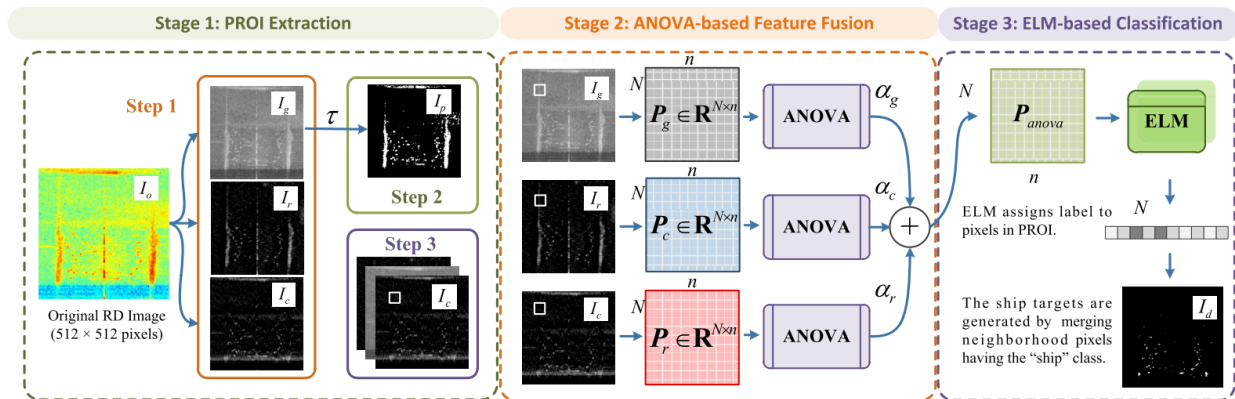 Stage 1: PROI Extraction
Stage 2: ANOVA-based Feature Fusion
Stage 3: ELM-based Classification
Step 1
I_o
Original RD Image
(512 × 512 pixels)
I_g
I_r
I_c
τ
I_p
Step 2
Step 3
I_c
I_g
N
n
P_g ∈ R^{N×n}
ANOVA
α_g
I_r
N
n
P_c ∈ R^{N×n}
ANOVA
α_c
I_c
N
n
P_r ∈ R^{N×n}
ANOVA
α_r
+
N
P_{anova}
n
ELM
ELM assigns label to
pixels in PROI.
N
The ship targets are
generated by merging
neighborhood pixels
having the “ship” class.
I_d